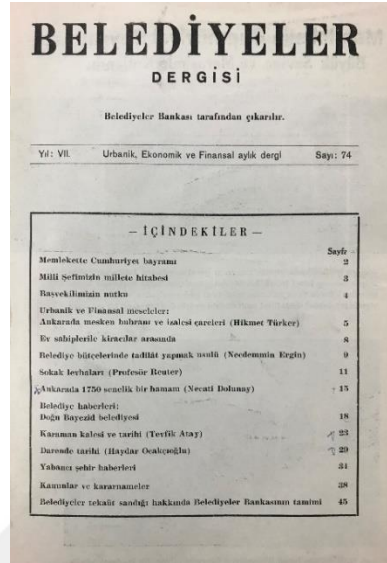 BELEDİYELER
DERGİSİ
Belediyeler Bankası tarafından çıkarılır.
Yıl: VII. Urbanik, Ekonomik ve Finansal aylık dergi Sayı: 74
— İÇİNDEKİLER —
Sayfa
Memlekette Cumhuriyet bayramı 2
Milli Şefimizin millete hitabesi 3
Başvekilimizin nutku 4
Urbanik ve Finansal meseleler:
Ankarada mesken buhranı ve izalesi çareleri (Hikmet Türker) 5
Ev sahiplerile kiracılar arasında 8
Belediye bütçelerinde tadilât yapmak usulü (Necdemmin Ergin) 9
Sokak levhaları (Profesör Reuter) 11
Ankarada 1750 senelik bir hamam (Necati Dolunay) 15
Belediye haberleri:
Doğu Bayezid belediyesi 18
Karaman kalesi ve tarihi (Tevfik Atay) 23
Darende tarihi (Haydar Ocakçıoğlu) 29
Yabancı şehir haberleri 34
Kanunlar ve kararnameler 38
Belediyeler tekaüt sandığı hakkında Belediyeler Bankasının tamimi 45